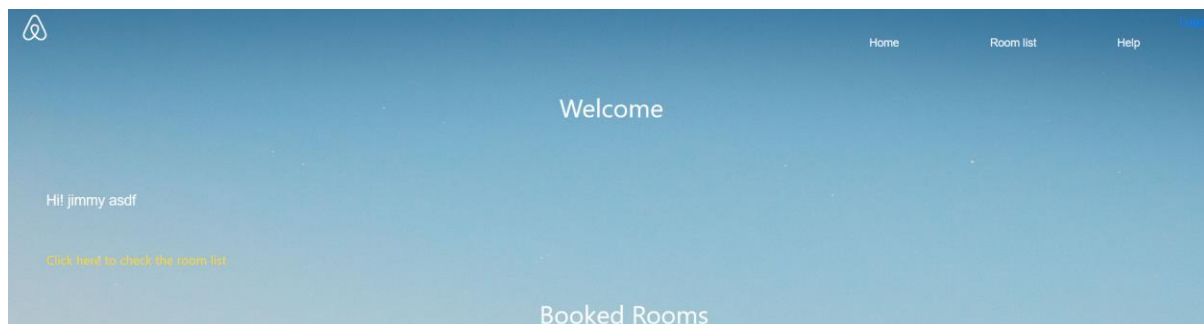 Home Room list Help
Welcome
Hi! jimmy asdf
Click here to check the room list
Booked Rooms